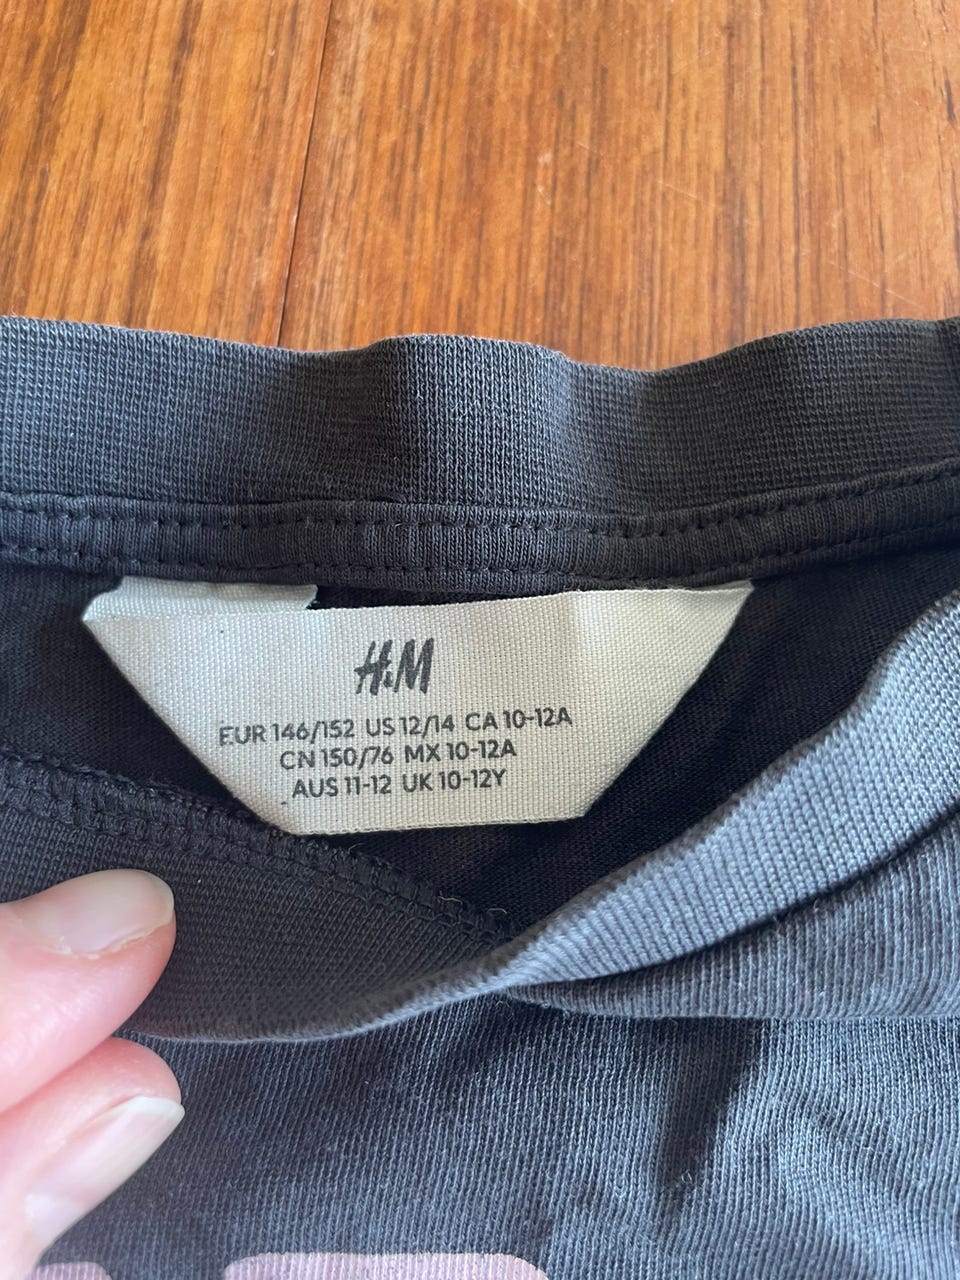 H&M
EUR 146/152 US 12/14 CA 10-12A
CN 150/76 MX 10-12A
AUS 11-12 UK 10-12Y